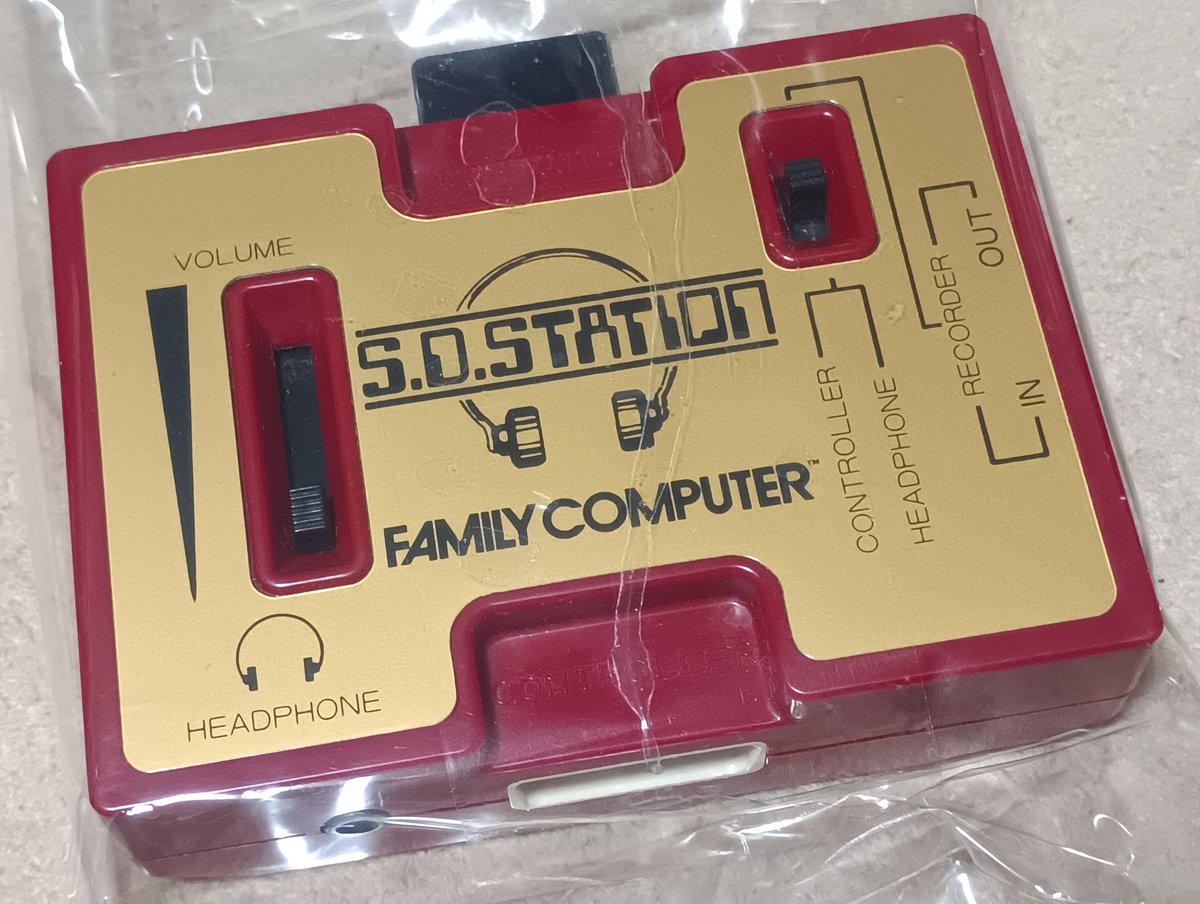 VOLUME
S.D.STATION
FAMILY COMPUTER™
HEADPHONE
CONTROLLER
HEADPHONE
RECORDER
OUT
IN
CONTROLLER